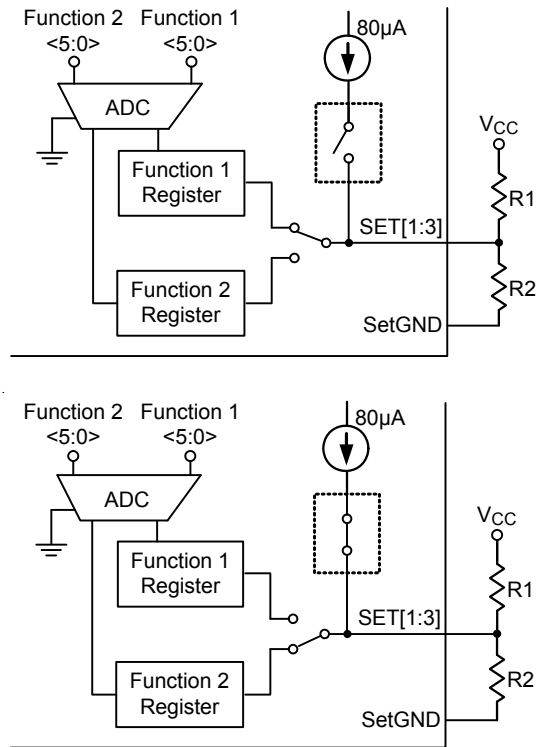 Function 2 Function 1
<5:0> <5:0>
80µA
ADC
VCC
Function 1
Register
R1
SET[1:3]
Function 2
Register
R2
SetGND
Function 2 Function 1
<5:0> <5:0>
80µA
ADC
VCC
Function 1
Register
R1
SET[1:3]
Function 2
Register
R2
SetGND